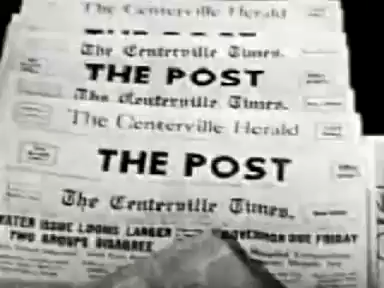 The Centerville Herald
The Centerville Times.
THE POST
The Centerville Times.
The Centerville Herald
THE POST
The Centerville Times.
WATER ISSUE LOOMS LARGER
TWO GROUPS DISAGREE
GOVERNOR DUE FRIDAY